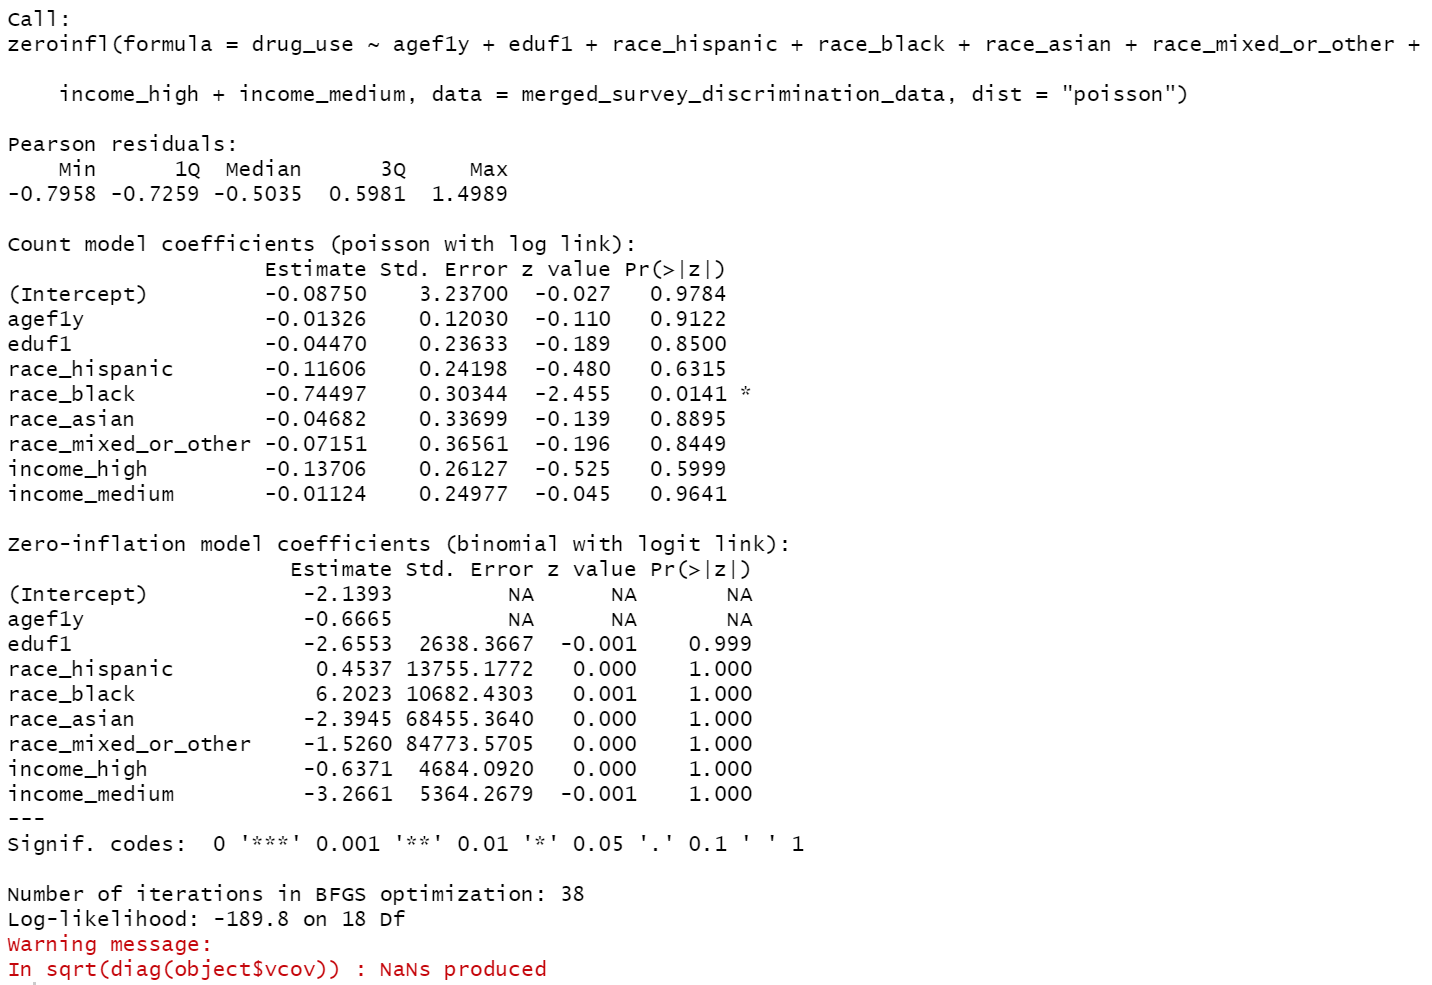 Call:
zeroinfl(formula = drug_use ~ agef1y + eduf1 + race_hispanic + race_black + race_asian + race_mixed_or_other +
    income_high + income_medium, data = merged_survey_discrimination_data, dist = "poisson")
Pearson residuals:
    Min      1Q  Median      3Q     Max
-0.7958 -0.7259 -0.5035  0.5981  1.4989
Count model coefficients (poisson with log link):
                    Estimate Std. Error z value Pr(>|z|)
(Intercept)         -0.08750    3.23700  -0.027   0.9784
agef1y              -0.01326    0.12030  -0.110   0.9122
eduf1               -0.04470    0.23633  -0.189   0.8500
race_hispanic       -0.11606    0.24198  -0.480   0.6315
race_black          -0.74497    0.30344  -2.455   0.0141 *
race_asian          -0.04682    0.33699  -0.139   0.8895
race_mixed_or_other -0.07151    0.36561  -0.196   0.8449
income_high         -0.13706    0.26127  -0.525   0.5999
income_medium       -0.01124    0.24977  -0.045   0.9641
Zero-inflation model coefficients (binomial with logit link):
                      Estimate Std. Error z value Pr(>|z|)
(Intercept)            -2.1393         NA      NA       NA
agef1y                 -0.6665         NA      NA       NA
eduf1                  -2.6553  2638.3667  -0.001    0.999
race_hispanic           0.4537 13755.1772   0.000    1.000
race_black              6.2023 10682.4303   0.001    1.000
race_asian             -2.3945 68455.3640   0.000    1.000
race_mixed_or_other    -1.5260 84773.5705   0.000    1.000
income_high            -0.6371  4684.0920   0.000    1.000
income_medium          -3.2661  5364.2679  -0.001    1.000
---
Signif. codes:  0 '***' 0.001 '**' 0.01 '*' 0.05 '.' 0.1 ' ' 1
Number of iterations in BFGS optimization: 38
Log-likelihood: -189.8 on 18 Df
Warning message:
In sqrt(diag(object$vcov)) : NaNs produced